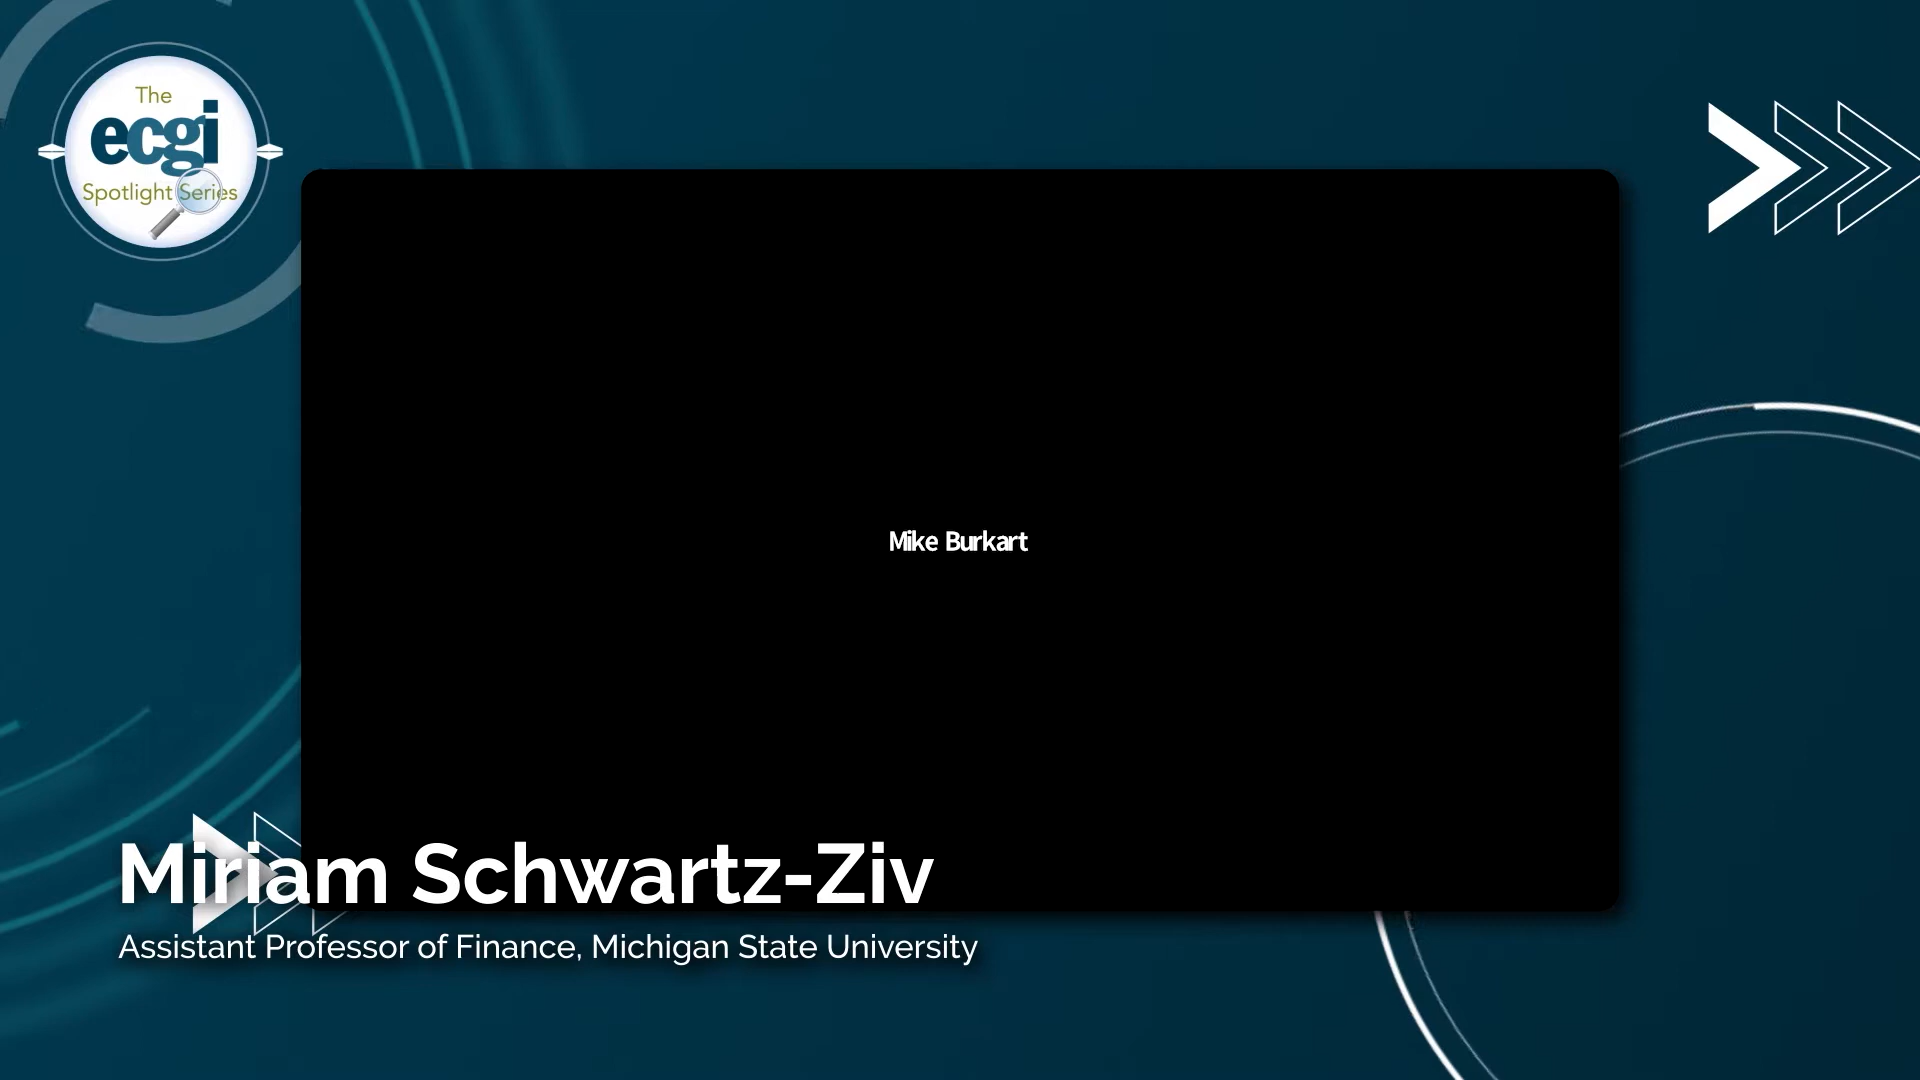 The
ecgi
Spotlight Series
Mike Burkart
Miriam Schwartz-Ziv
Assistant Professor of Finance, Michigan State University